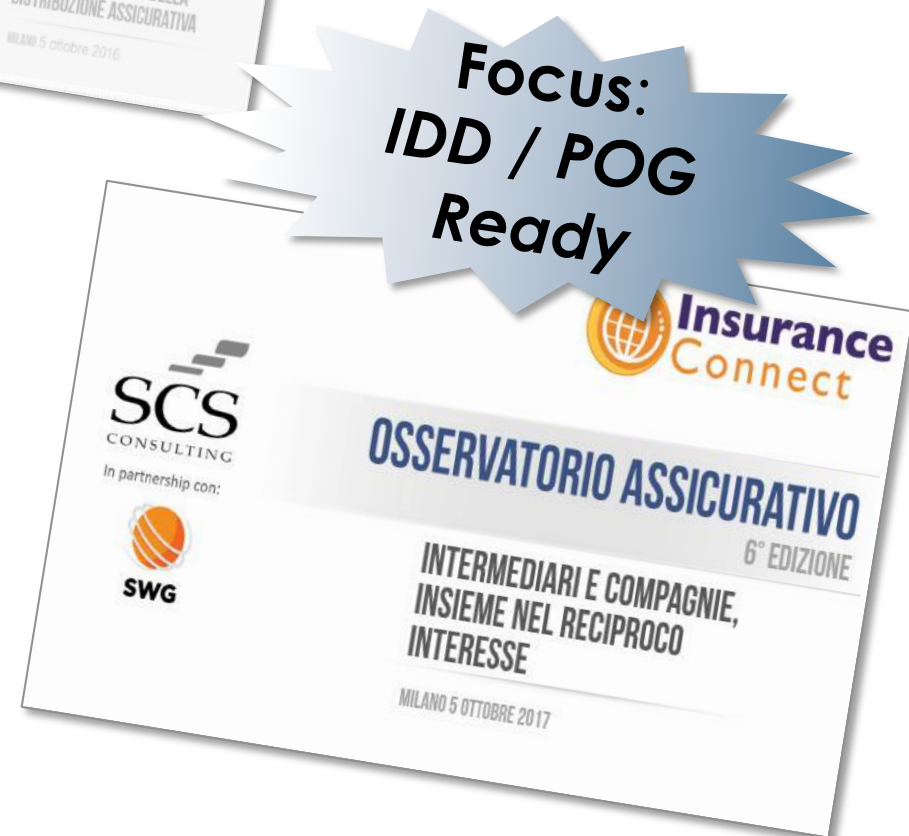 DISTRIBUZIONE ASSICURATIVA
MILANO 5 ottobre 2016
Focus:
IDD / POG
Ready
Insurance
Connect
SCS
CONSULTING
In partnership con:
SWG
OSSERVATORIO ASSICURATIVO
6° EDIZIONE
INTERMEDIARI E COMPAGNIE,
INSIEME NEL RECIPROCO
INTERESSE
MILANO 5 OTTOBRE 2017